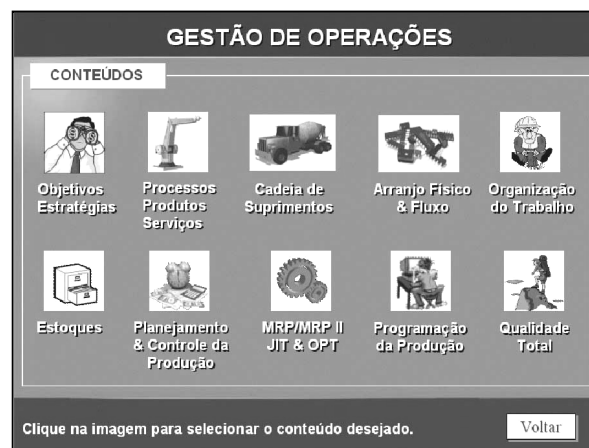 GESTÃO DE OPERAÇÕES
CONTEÚDOS
Objetivos
Estratégias
Processos
Produtos
Serviços
Cadeia de
Suprimentos
Arranjo Físico
& Fluxo
Organização
do Trabalho
Estoques
Planejamento
& Controle da
Produção
MRP/MRP II
JIT & OPT
Programação
da Produção
Qualidade
Total
Clique na imagem para selecionar o conteúdo desejado.
Voltar